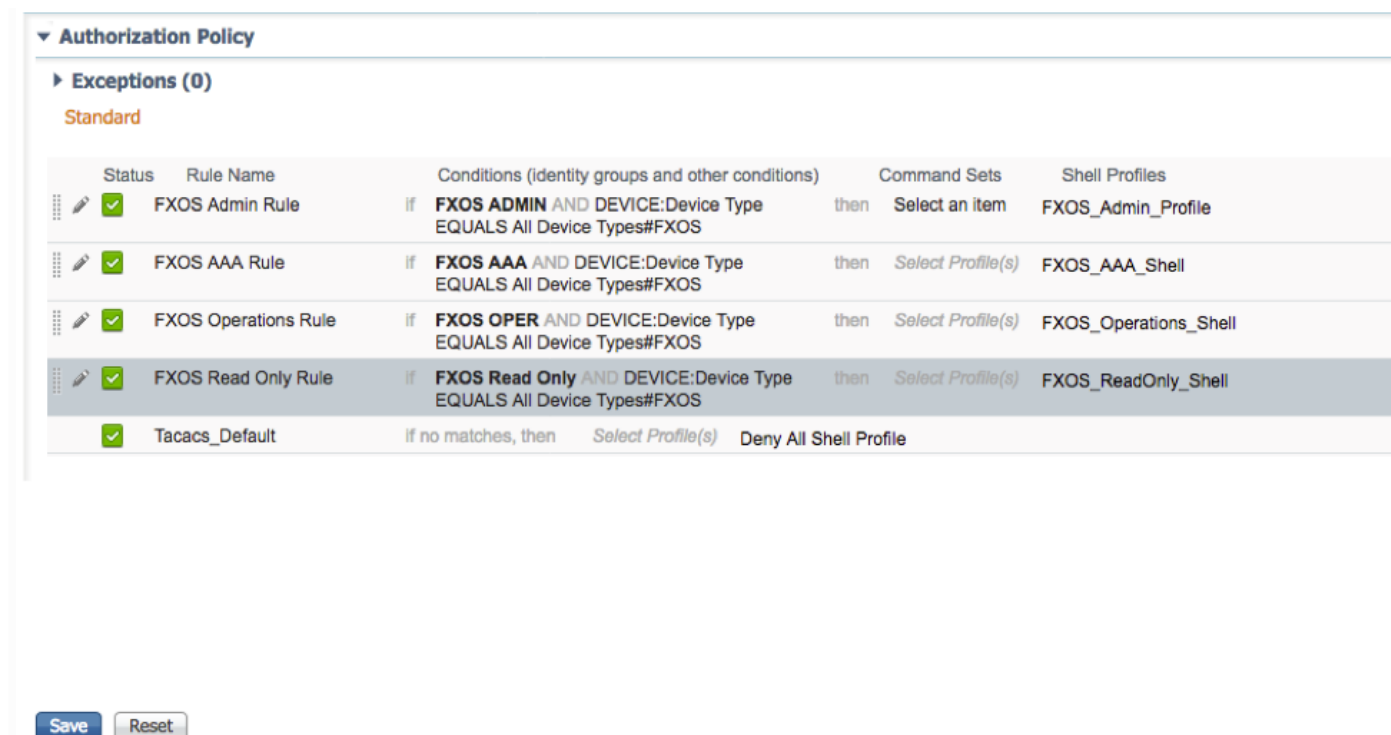 Authorization Policy
Exceptions (0)
Standard
Status Rule Name Conditions (identity groups and other conditions) Command Sets Shell Profiles
FXOS Admin Rule if FXOS ADMIN AND DEVICE:Device Type then Select an item FXOS_Admin_Profile
EQUALS All Device Types#FXOS
FXOS AAA Rule if FXOS AAA AND DEVICE:Device Type then Select Profile(s) FXOS_AAA_Shell
EQUALS All Device Types#FXOS
FXOS Operations Rule if FXOS OPER AND DEVICE:Device Type then Select Profile(s) FXOS_Operations_Shell
EQUALS All Device Types#FXOS
FXOS Read Only Rule if FXOS Read Only AND DEVICE:Device Type then Select Profile(s) FXOS_ReadOnly_Shell
EQUALS All Device Types#FXOS
Tacacs_Default if no matches, then Select Profile(s) Deny All Shell Profile
Save Reset